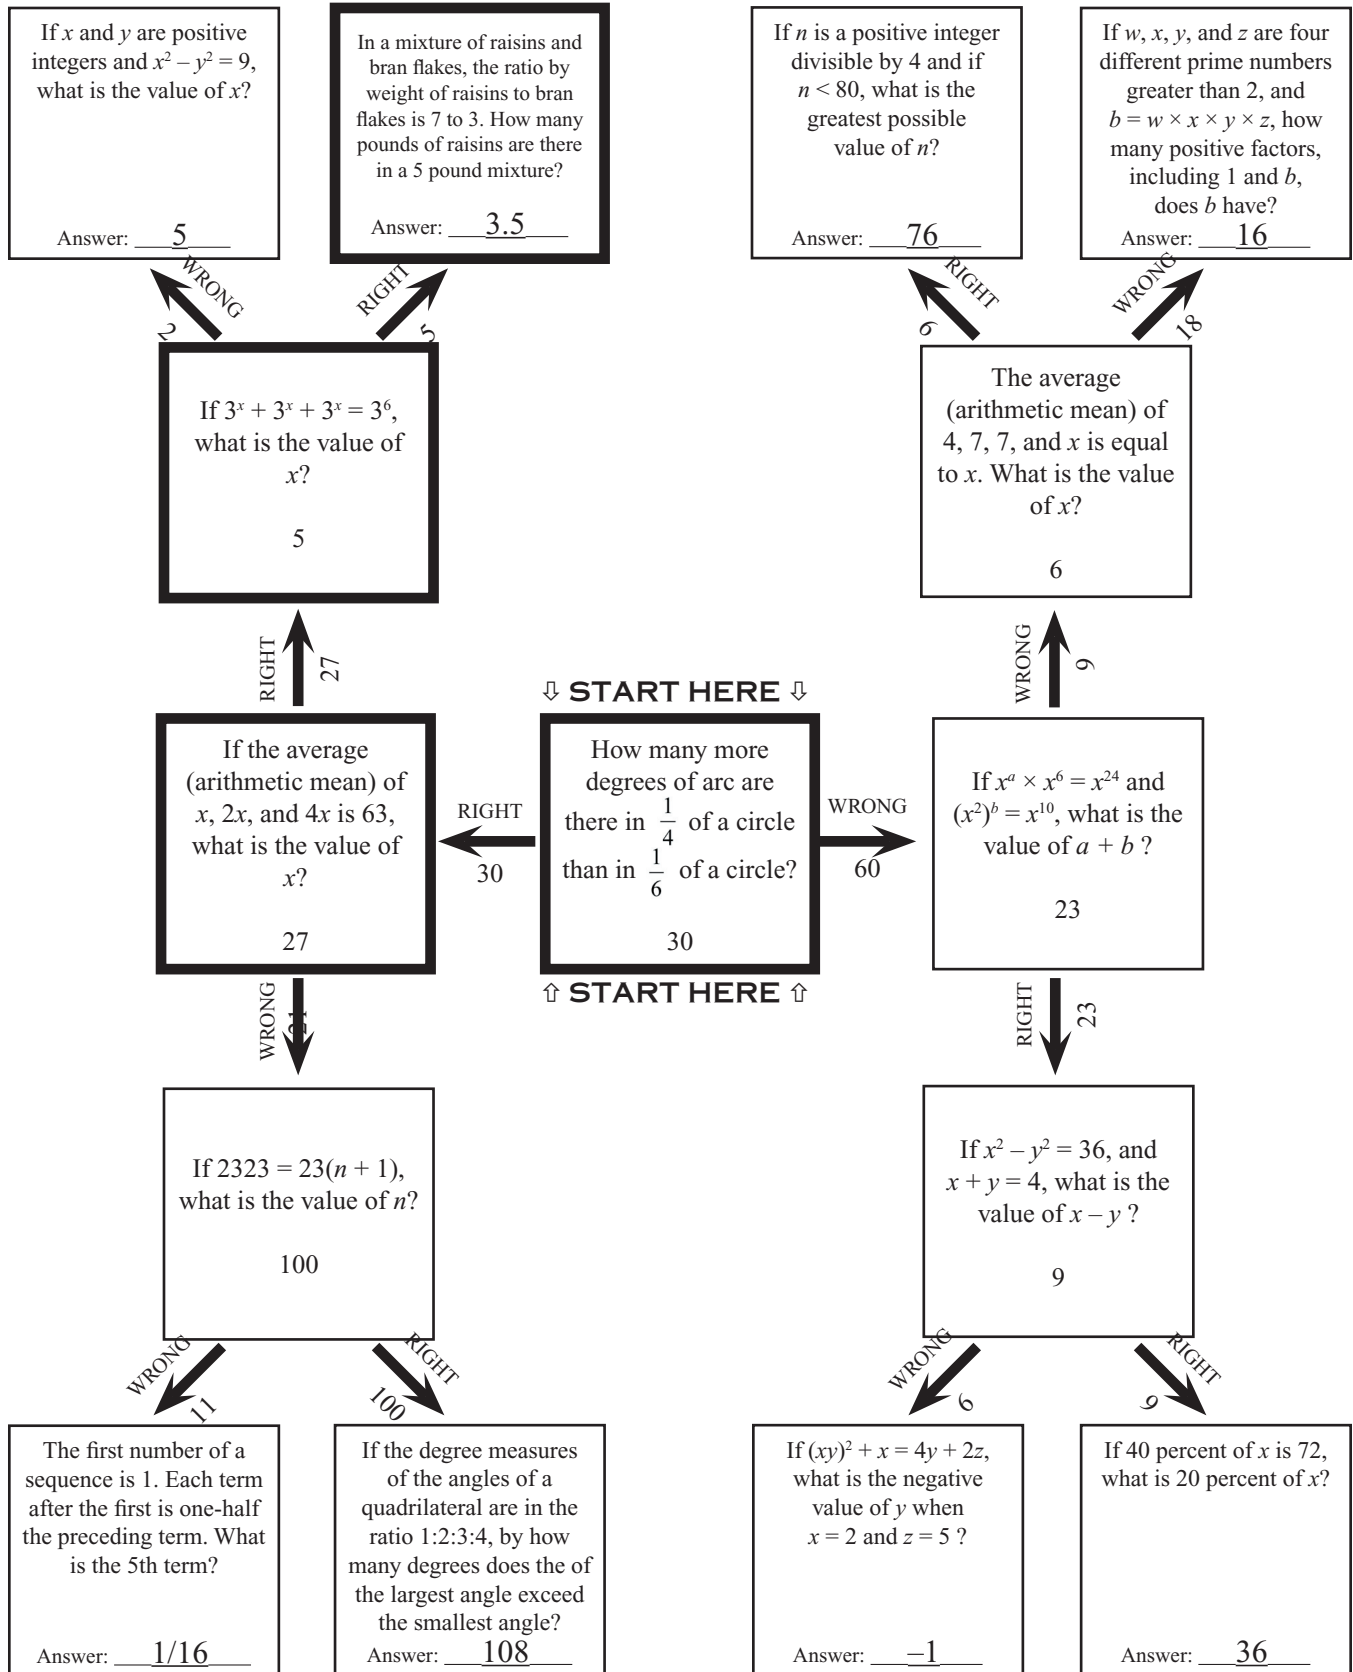 If x and y are positive
integers and x² – y² = 9,
what is the value of x?
Answer: 5
In a mixture of raisins and
bran flakes, the ratio by
weight of raisins to bran
flakes is 7 to 3. How many
pounds of raisins are there
in a 5 pound mixture?
Answer: 3.5
If n is a positive integer
divisible by 4 and if
n < 80, what is the
greatest possible
value of n?
Answer: 76
If w, x, y, and z are four
different prime numbers
greater than 2, and
b = w × x × y × z, how
many positive factors,
including 1 and b,
does b have?
Answer: 16
WRONG
2
RIGHT
5
RIGHT
6
WRONG
18
If 3ˣ + 3ˣ + 3ˣ = 3⁶,
what is the value of
x?
5
The average
(arithmetic mean) of
4, 7, 7, and x is equal
to x. What is the value
of x?
6
RIGHT
27
WRONG
9
⇩ START HERE ⇩
If the average
(arithmetic mean) of
x, 2x, and 4x is 63,
what is the value of
x?
27
RIGHT
30
How many more
degrees of arc are
there in 1/4 of a circle
than in 1/6 of a circle?
30
WRONG
60
If xᵃ × x⁶ = x²⁴ and
(x²)ᵇ = x¹⁰, what is the
value of a + b ?
23
⇧ START HERE ⇧
WRONG
21
RIGHT
23
If 2323 = 23(n + 1),
what is the value of n?
100
If x² – y² = 36, and
x + y = 4, what is the
value of x – y ?
9
WRONG
11
RIGHT
100
WRONG
6
RIGHT
9
The first number of a
sequence is 1. Each term
after the first is one-half
the preceding term. What
is the 5th term?
Answer: 1/16
If the degree measures
of the angles of a
quadrilateral are in the
ratio 1:2:3:4, by how
many degrees does the of
the largest angle exceed
the smallest angle?
Answer: 108
If (xy)² + x = 4y + 2z,
what is the negative
value of y when
x = 2 and z = 5 ?
Answer: –1
If 40 percent of x is 72,
what is 20 percent of x?
Answer: 36